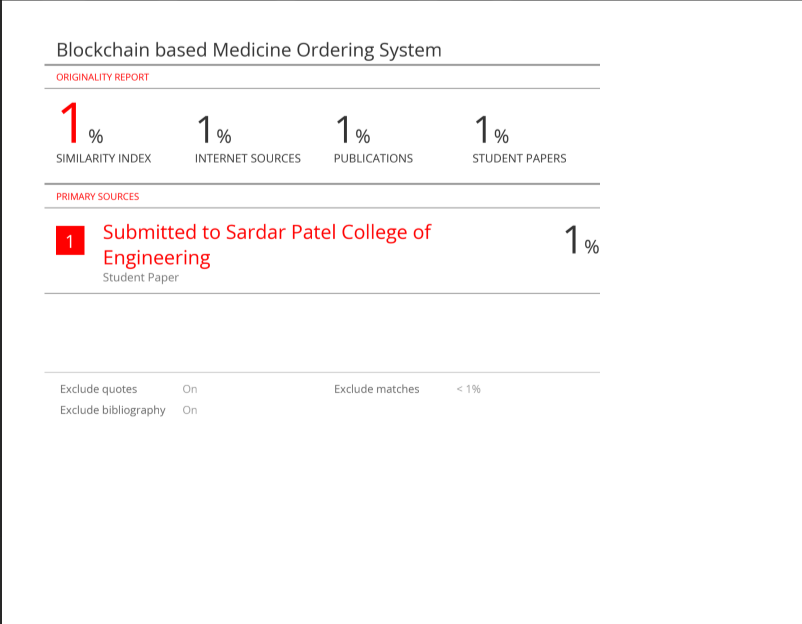 Blockchain based Medicine Ordering System
ORIGINALITY REPORT
1% 1% 1% 1%
SIMILARITY INDEX INTERNET SOURCES PUBLICATIONS STUDENT PAPERS
PRIMARY SOURCES
1 Submitted to Sardar Patel College of 1%
Engineering
Student Paper
Exclude quotes On Exclude matches < 1%
Exclude bibliography On